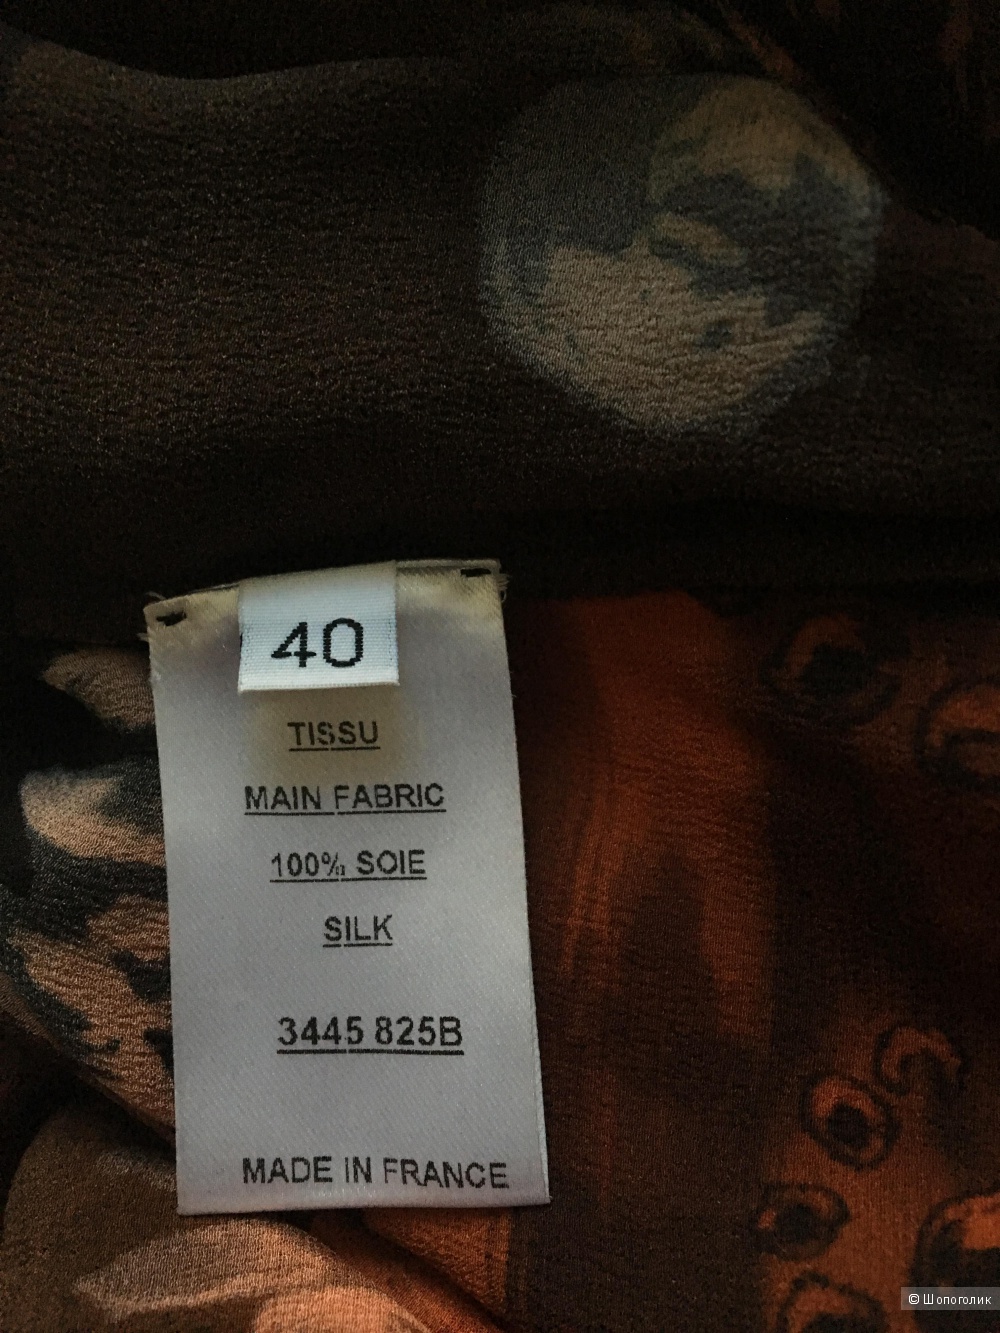 40
TISSU
MAIN FABRIC
100% SOIE
SILK
3445 825B
MADE IN FRANCE
© Шопоголик